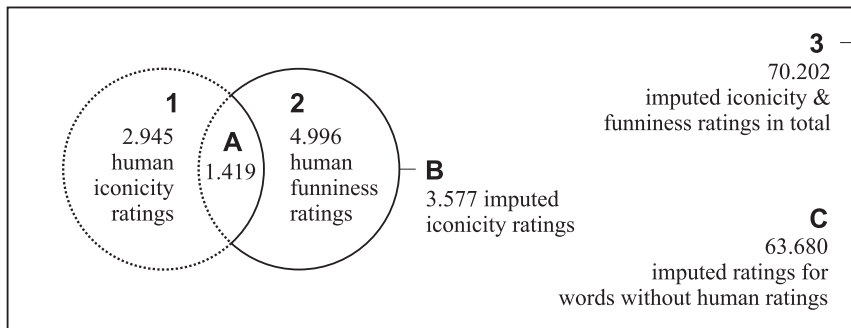 1
2.945
human
iconicity
ratings
A
1.419
2
4.996
human
funniness
ratings
B
3.577 imputed
iconicity ratings
3
70.202
imputed iconicity &
funniness ratings in total
C
63.680
imputed ratings for
words without human ratings